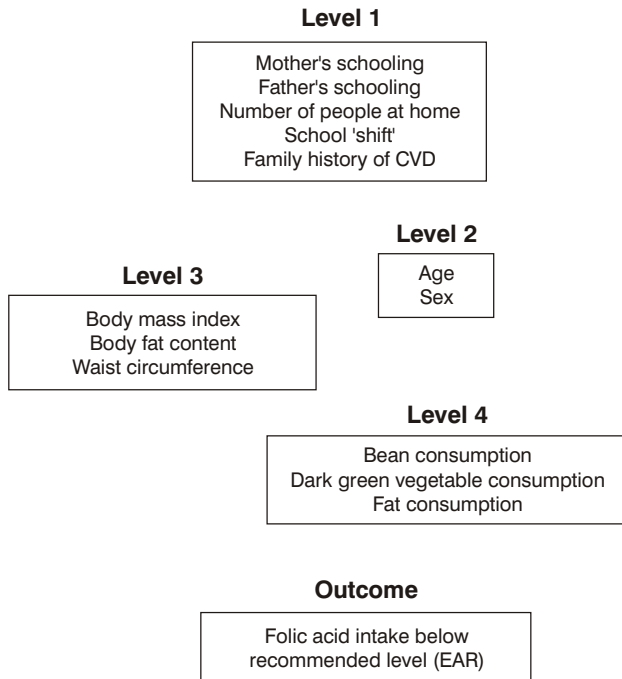 Level 1
Mother's schooling
Father's schooling
Number of people at home
School 'shift'
Family history of CVD
Level 2
Age
Sex
Level 3
Body mass index
Body fat content
Waist circumference
Level 4
Bean consumption
Dark green vegetable consumption
Fat consumption
Outcome
Folic acid intake below
recommended level (EAR)